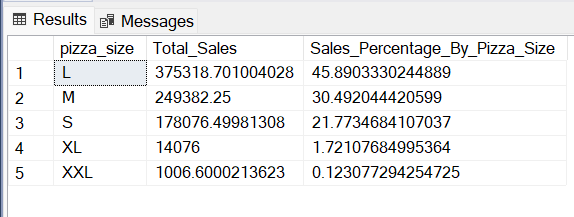 Results Messages
pizza_size Total_Sales Sales_Percentage_By_Pizza_Size
1 L 375318.701004028 45.8903330244889
2 M 249382.25 30.492044420599
3 S 178076.49981308 21.7734684107037
4 XL 14076 1.72107684995364
5 XXL 1006.6000213623 0.123077294254725